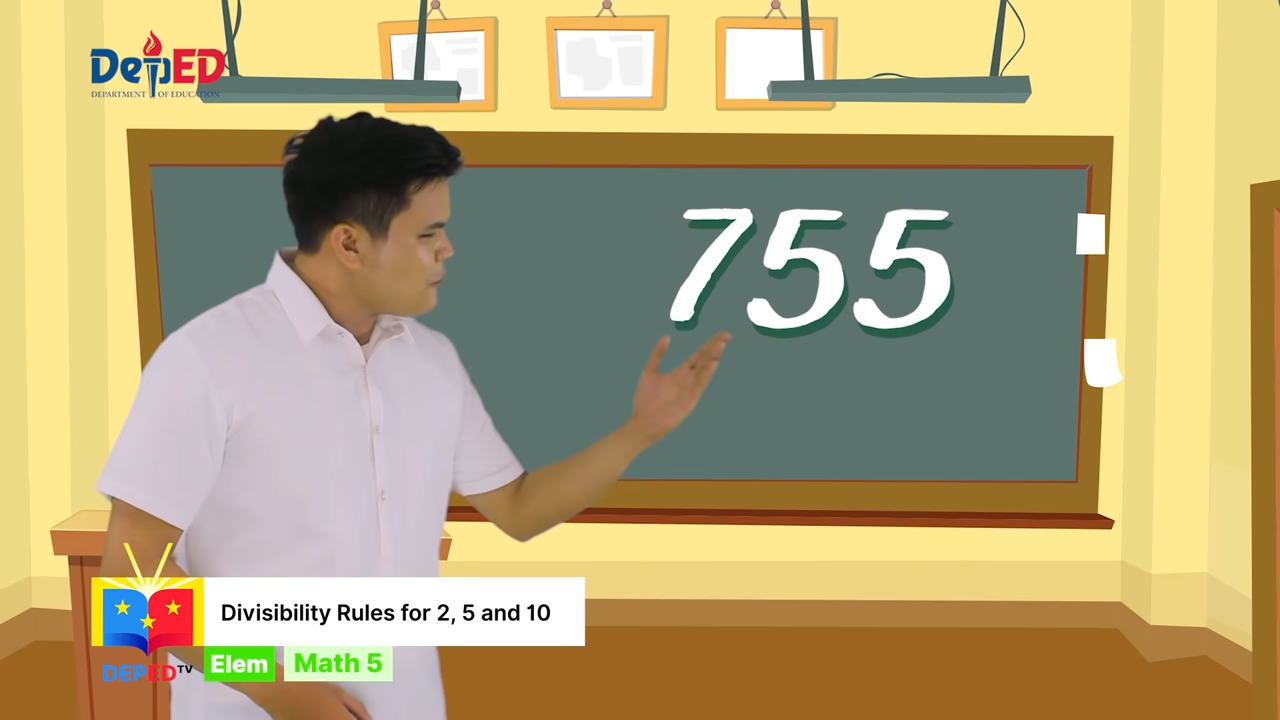 DepED
DEPARTMENT OF EDUCATION
755
Divisibility Rules for 2, 5 and 10
Elem Math 5
DEPED TV